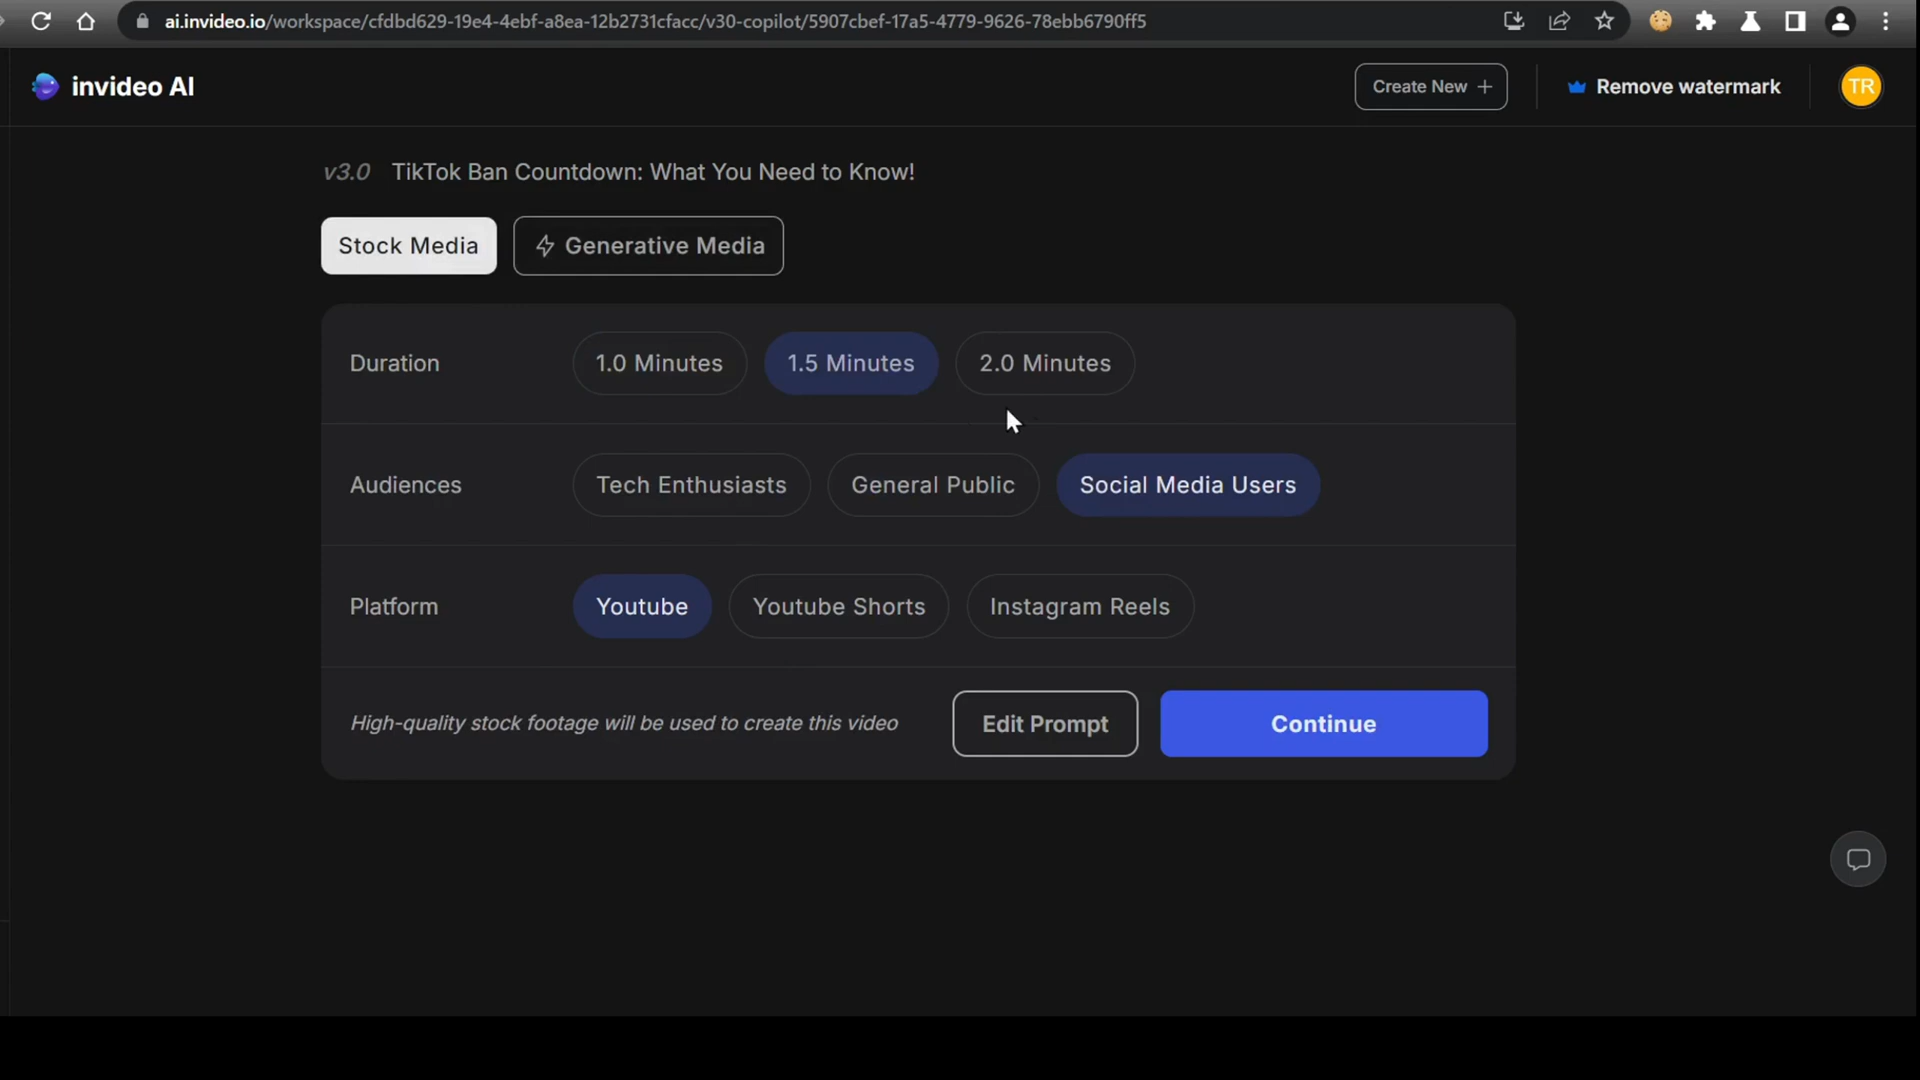 ai.invideo.io/workspace/cfdbd629-19e4-4ebf-a8ea-12b2731cfacc/v30-copilot/5907cbef-17a5-4779-9626-78ebb6790ff5
invideo AI
Create New +
Remove watermark
TR
v3.0 TikTok Ban Countdown: What You Need to Know!
Stock Media
Generative Media
Duration
1.0 Minutes
1.5 Minutes
2.0 Minutes
Audiences
Tech Enthusiasts
General Public
Social Media Users
Platform
Youtube
Youtube Shorts
Instagram Reels
High-quality stock footage will be used to create this video
Edit Prompt
Continue